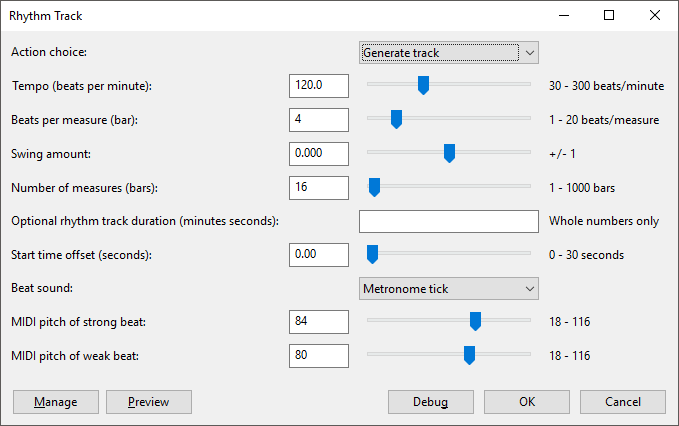 Rhythm Track
Action choice: Generate track
Tempo (beats per minute): 120.0 30 - 300 beats/minute
Beats per measure (bar): 4 1 - 20 beats/measure
Swing amount: 0.000 +/- 1
Number of measures (bars): 16 1 - 1000 bars
Optional rhythm track duration (minutes seconds): Whole numbers only
Start time offset (seconds): 0.00 0 - 30 seconds
Beat sound: Metronome tick
MIDI pitch of strong beat: 84 18 - 116
MIDI pitch of weak beat: 80 18 - 116
Manage Preview Debug OK Cancel